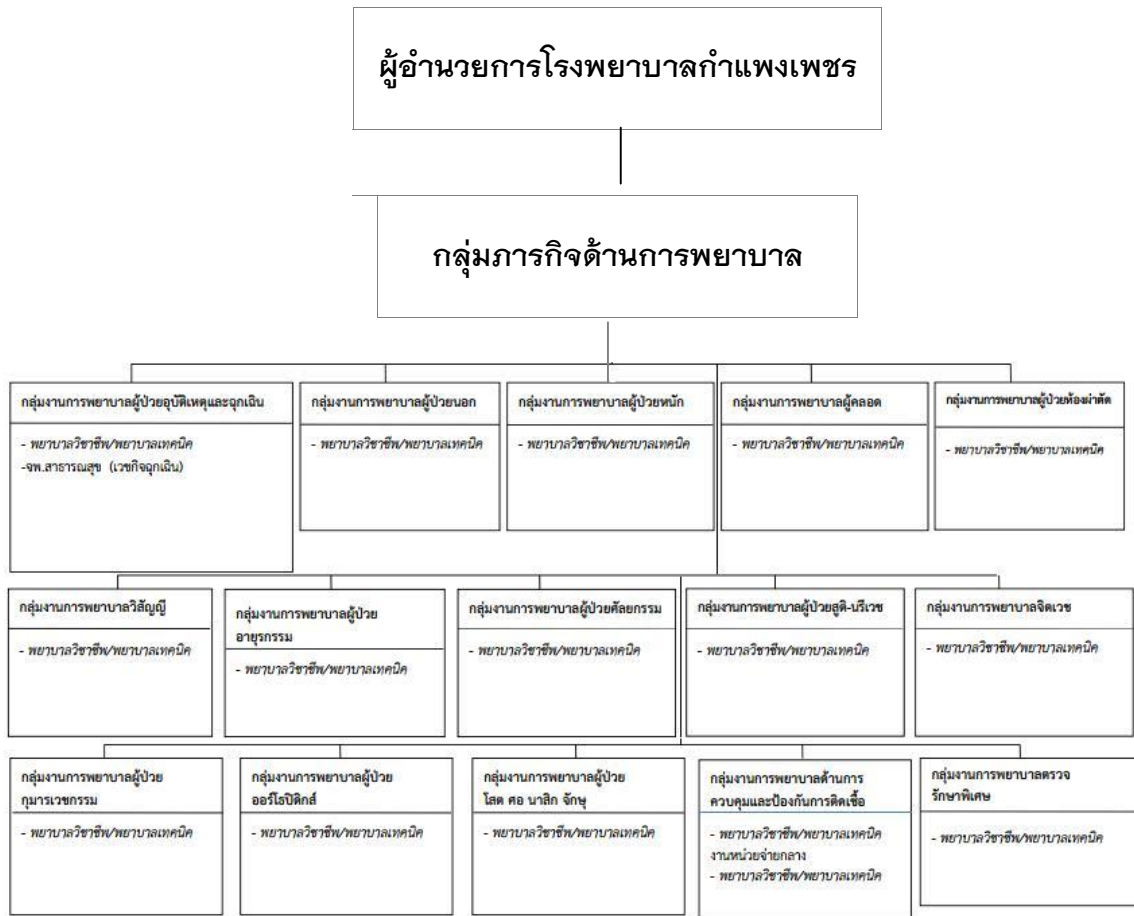 ผู้อำนวยการโรงพยาบาลกำแพงเพชร
กลุ่มภารกิจด้านการพยาบาล
กลุ่มงานการพยาบาลผู้ป่วยอุบัติเหตุและฉุกเฉิน
- พยาบาลวิชาชีพ/พยาบาลเทคนิค
-จพ.สาธารณสุข (เวชกิจฉุกเฉิน)
กลุ่มงานการพยาบาลผู้ป่วยนอก
- พยาบาลวิชาชีพ/พยาบาลเทคนิค
กลุ่มงานการพยาบาลผู้ป่วยหนัก
- พยาบาลวิชาชีพ/พยาบาลเทคนิค
กลุ่มงานการพยาบาลผู้คลอด
- พยาบาลวิชาชีพ/พยาบาลเทคนิค
กลุ่มงานการพยาบาลผู้ป่วยห้องผ่าตัด
- พยาบาลวิชาชีพ/พยาบาลเทคนิค
กลุ่มงานการพยาบาลวิสัญญี
- พยาบาลวิชาชีพ/พยาบาลเทคนิค
กลุ่มงานการพยาบาลผู้ป่วย
อายุรกรรม
- พยาบาลวิชาชีพ/พยาบาลเทคนิค
กลุ่มงานการพยาบาลผู้ป่วยศัลยกรรม
- พยาบาลวิชาชีพ/พยาบาลเทคนิค
กลุ่มงานการพยาบาลผู้ป่วยสูติ-นรีเวช
- พยาบาลวิชาชีพ/พยาบาลเทคนิค
กลุ่มงานการพยาบาลจิตเวช
- พยาบาลวิชาชีพ/พยาบาลเทคนิค
กลุ่มงานการพยาบาลผู้ป่วย
กุมารเวชกรรม
- พยาบาลวิชาชีพ/พยาบาลเทคนิค
กลุ่มงานการพยาบาลผู้ป่วย
ออร์โธปิดิกส์
- พยาบาลวิชาชีพ/พยาบาลเทคนิค
กลุ่มงานการพยาบาลผู้ป่วย
โสต ศอ นาสิก จักษุ
- พยาบาลวิชาชีพ/พยาบาลเทคนิค
กลุ่มงานการพยาบาลด้านการ
ควบคุมและป้องกันการติดเชื้อ
- พยาบาลวิชาชีพ/พยาบาลเทคนิค
งานหน่วยจ่ายกลาง
- พยาบาลวิชาชีพ/พยาบาลเทคนิค
กลุ่มงานการพยาบาลตรวจ
รักษาพิเศษ
- พยาบาลวิชาชีพ/พยาบาลเทคนิค